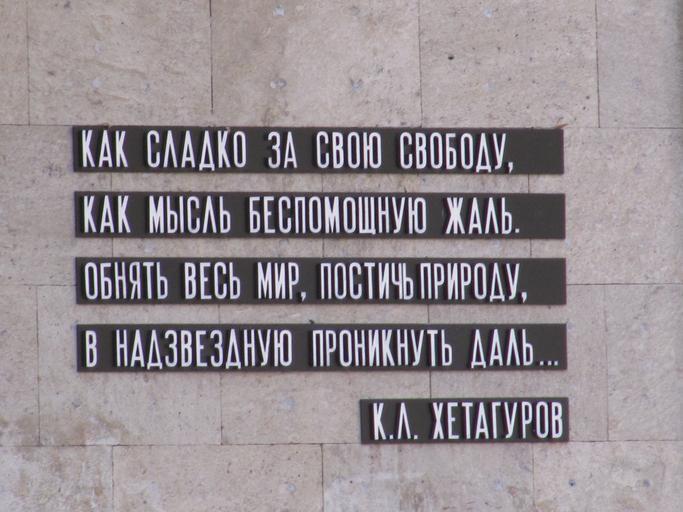 КАК СЛАДКО ЗА СВОЮ СВОБОДУ,
КАК МЫСЛЬ БЕСПОМОЩНУЮ ЖАЛЬ.
ОБНЯТЬ ВЕСЬ МИР, ПОСТИЧЬ ПРИРОДУ,
В НАДЗВЕЗДНУЮ ПРОНИКНУТЬ ДАЛЬ...
К.Л. ХЕТАГУРОВ